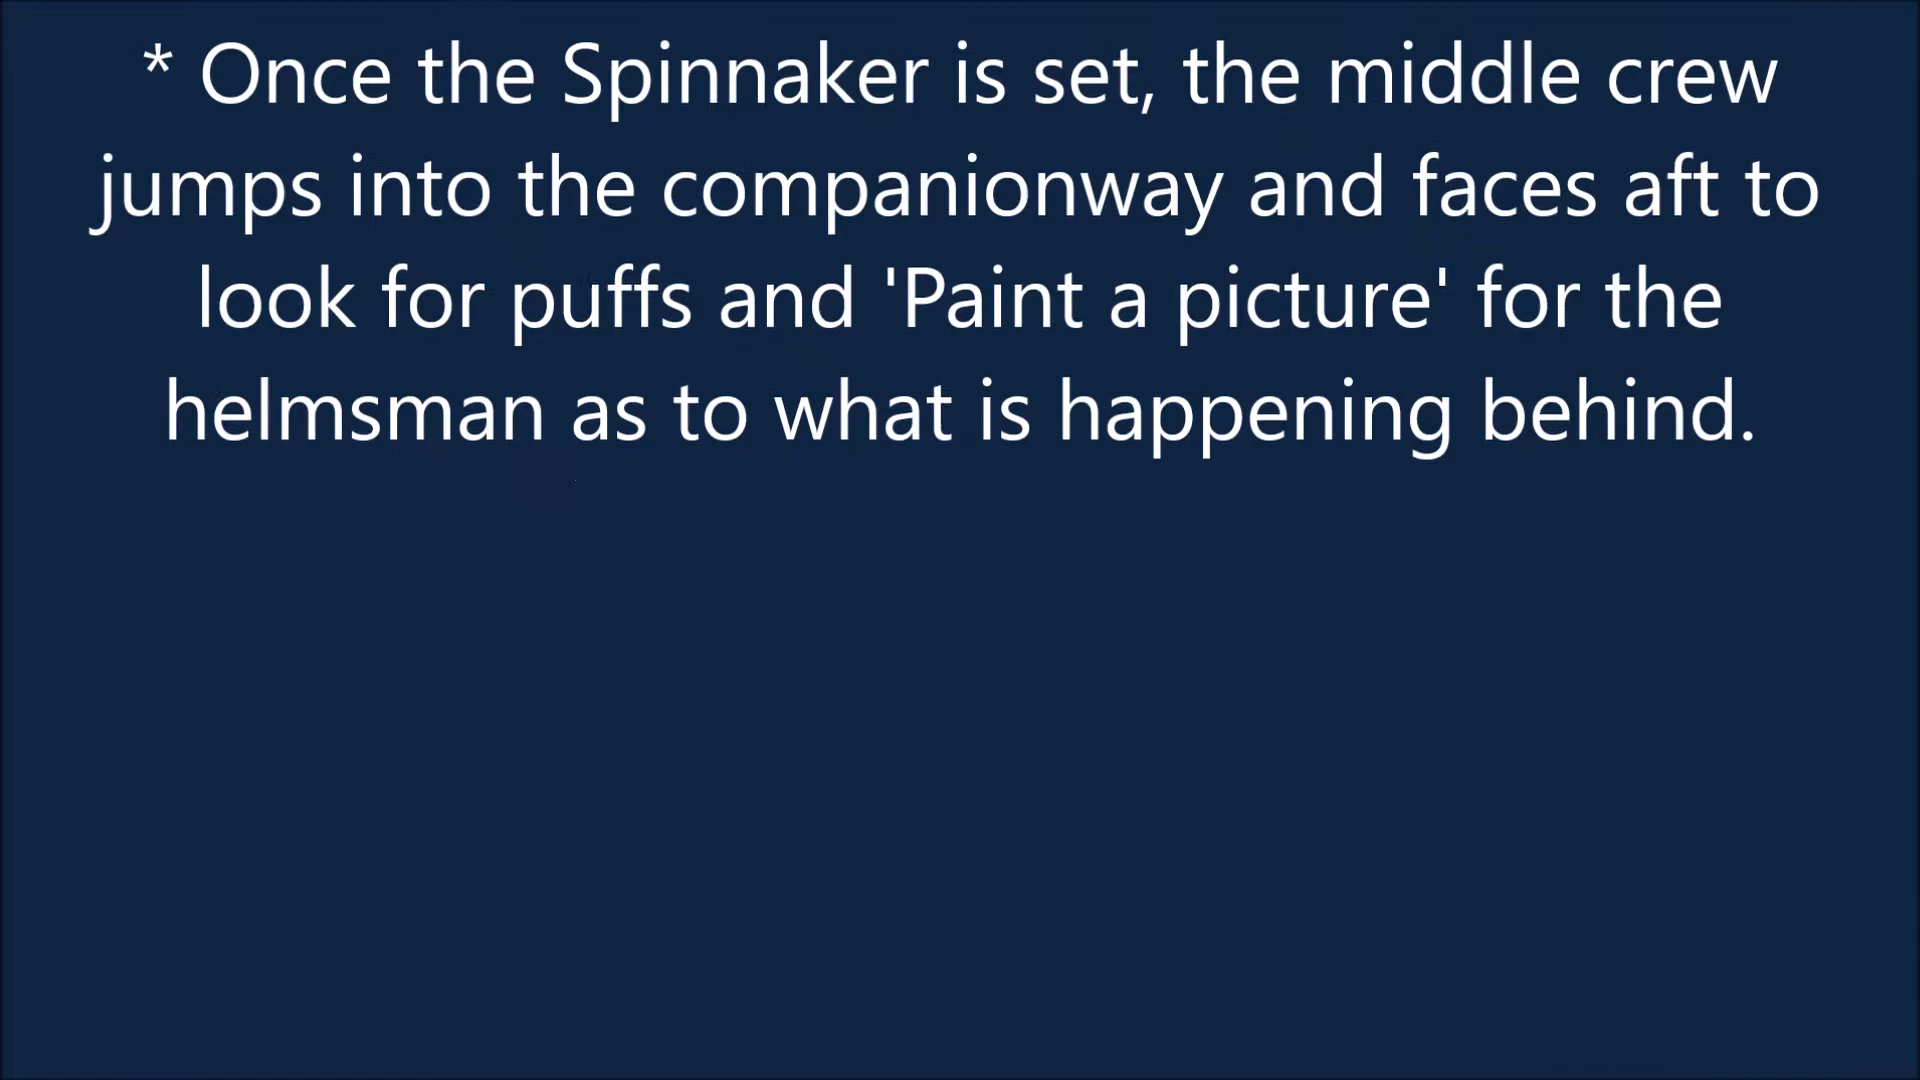 * Once the Spinnaker is set, the middle crew
jumps into the companionway and faces aft to
look for puffs and 'Paint a picture' for the
helmsman as to what is happening behind.